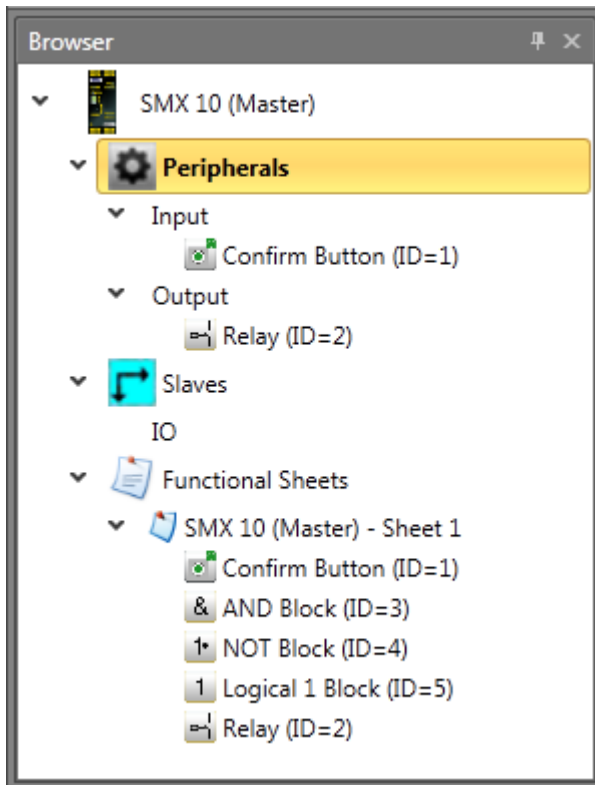 Browser
SMX 10 (Master)
Peripherals
Input
Confirm Button (ID=1)
Output
Relay (ID=2)
Slaves
IO
Functional Sheets
SMX 10 (Master) - Sheet 1
Confirm Button (ID=1)
& AND Block (ID=3)
1• NOT Block (ID=4)
1 Logical 1 Block (ID=5)
Relay (ID=2)